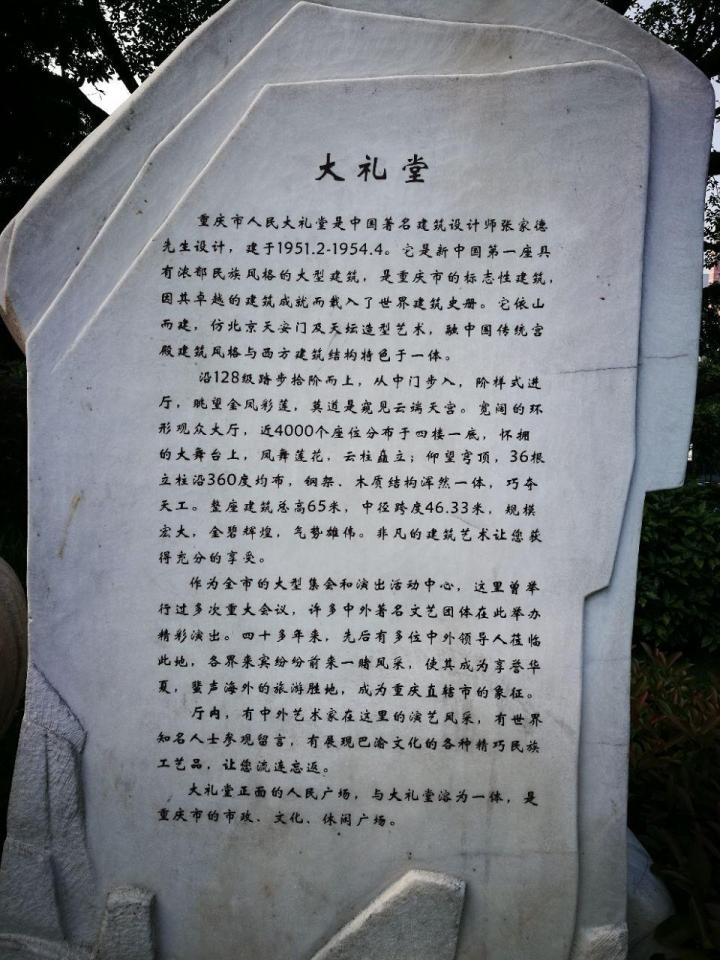 大礼堂
重庆市人民大礼堂是中国著名建筑设计师张家德
先生设计，建于1951.2-1954.4。它是新中国第一座具
有浓郁民族风格的大型建筑，是重庆市的标志性建筑，
因其卓越的建筑成就而载入了世界建筑史册。它依山
而建，仿北京天安门及天坛造型艺术，融中国传统宫
殿建筑风格与西方建筑结构特色于一体。
沿128级踏步拾阶而上，从中门步入，阶样式进
厅，眺望金凤彩莲，莫道是窥见云端天宫。宽阔的环
形观众大厅，近4000个座位分布于四楼一底，怀拥
的大舞台上，凤舞莲花，云柱矗立；仰望穹顶，36根
立柱沿360度均布，钢架、木质结构浑然一体，巧夺
天工。整座建筑总高65米，中径跨度46.33米，规模
宏大，金碧辉煌，气势雄伟。非凡的建筑艺术让您获
得充分的享受。
作为全市的大型集会和演出活动中心，这里曾举
行过多次重大会议，许多中外著名文艺团体在此举办
精彩演出。四十多年来，先后有多位中外领导人莅临
此地，各界来宾纷纷前来一睹风采，使其成为享誉华
夏，蜚声海外的旅游胜地，成为重庆直辖市的象征。
厅内，有中外艺术家在这里的演艺风采，有世界
知名人士参观留言，有展现巴渝文化的各种精巧民族
工艺品，让您流连忘返。
大礼堂正面的人民广场，与大礼堂溶为一体，是
重庆市的市政、文化、休闲广场。